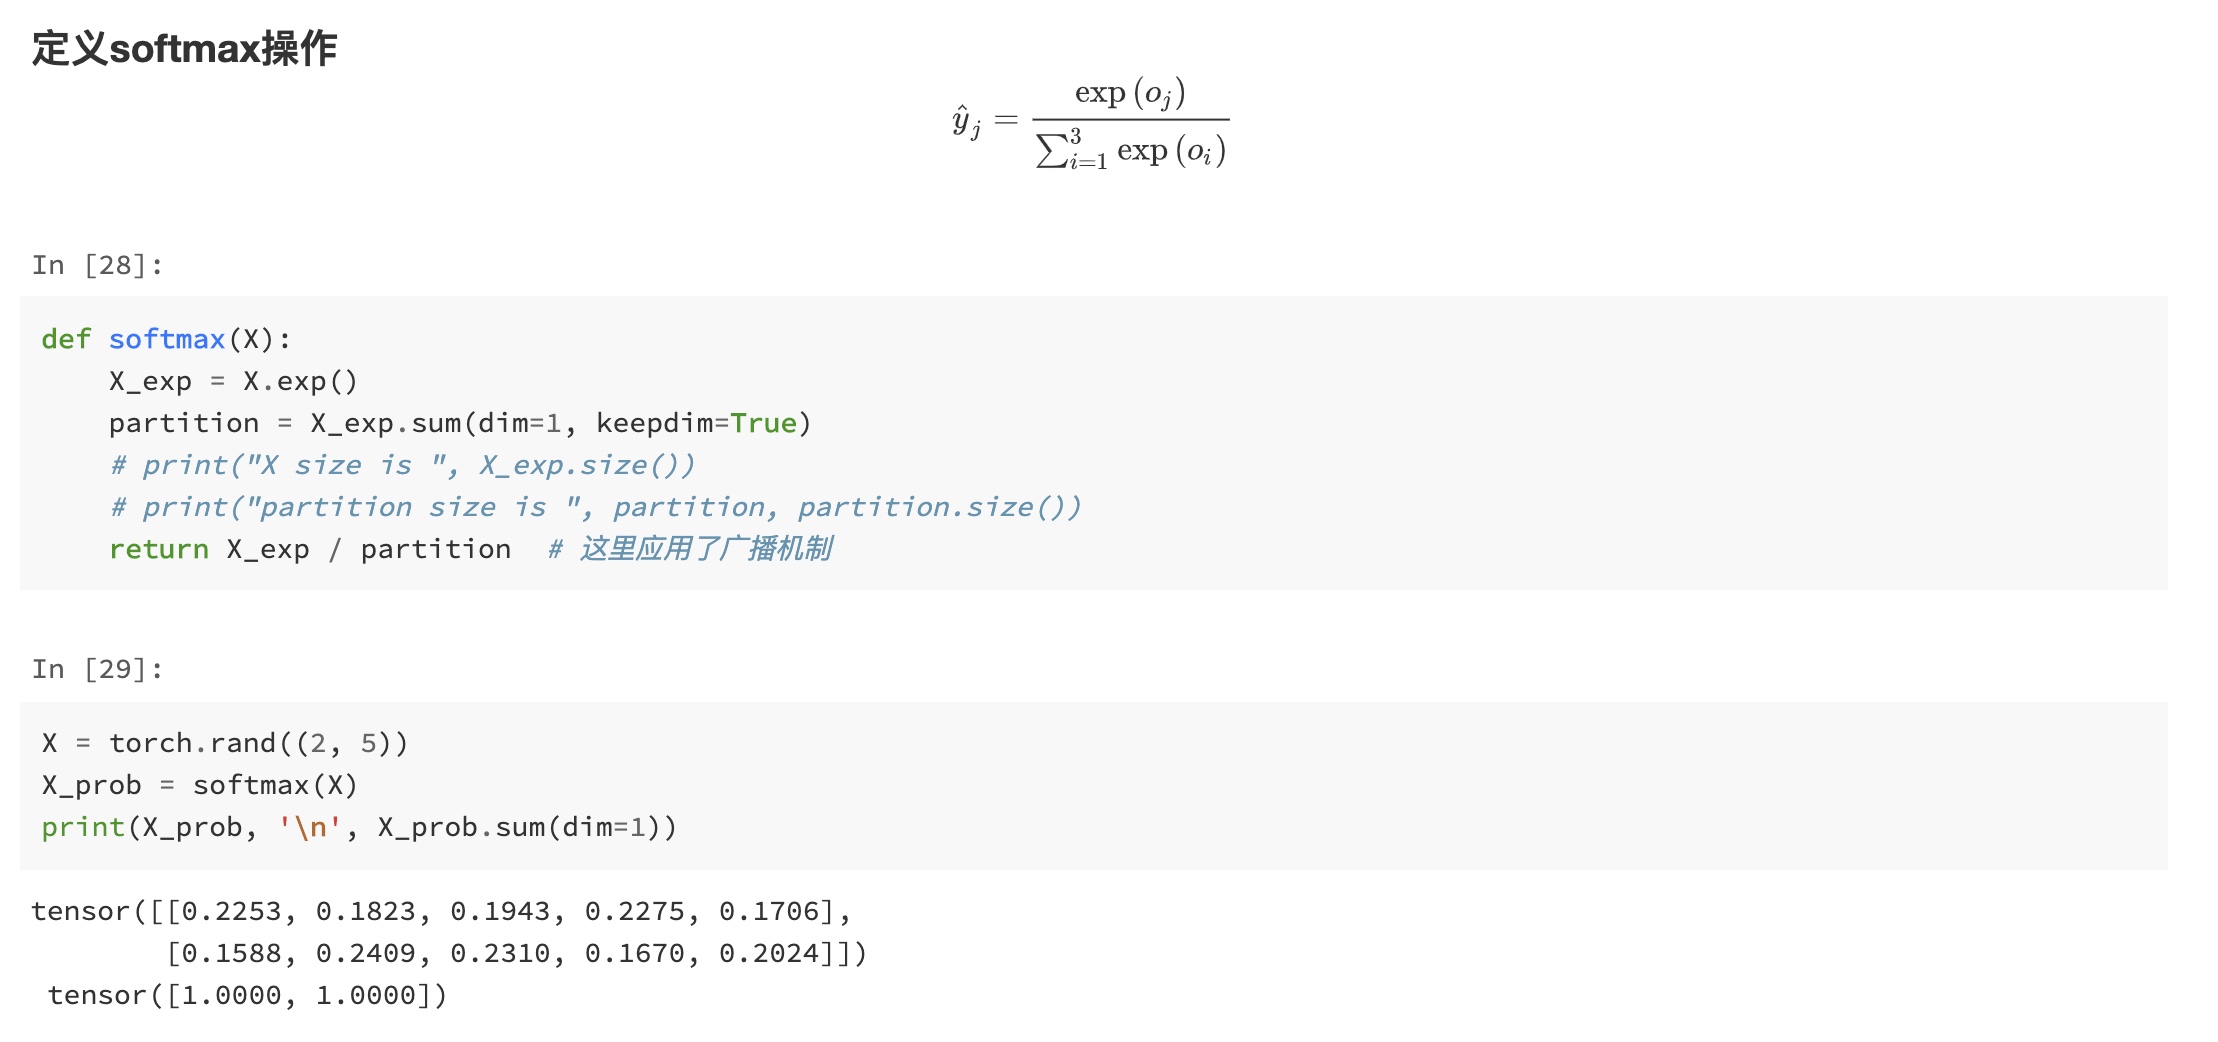 定义softmax操作
$$\hat{y}_j = \frac{\exp(o_j)}{\sum_{i=1}^{3} \exp(o_i)}$$
In [28]:
def softmax(X):
    X_exp = X.exp()
    partition = X_exp.sum(dim=1, keepdim=True)
    # print("X size is ", X_exp.size())
    # print("partition size is ", partition, partition.size())
    return X_exp / partition  # 这里应用了广播机制
In [29]:
X = torch.rand((2, 5))
X_prob = softmax(X)
print(X_prob, '\n', X_prob.sum(dim=1))
tensor([[0.2253, 0.1823, 0.1943, 0.2275, 0.1706],
        [0.1588, 0.2409, 0.2310, 0.1670, 0.2024]])
 tensor([1.0000, 1.0000])